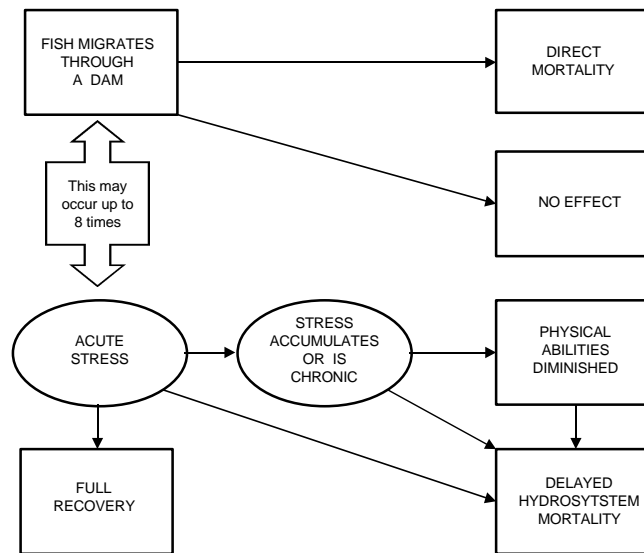 FISH MIGRATES
THROUGH
A DAM
DIRECT
MORTALITY
This may
occur up to
8 times
NO EFFECT
ACUTE
STRESS
STRESS
ACCUMULATES
OR IS
CHRONIC
PHYSICAL
ABILITIES
DIMINISHED
FULL
RECOVERY
DELAYED
HYDROSYTSTEM
MORTALITY